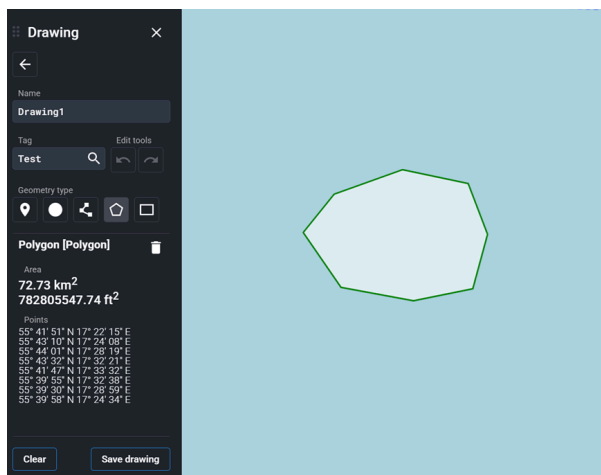 Drawing
Name
Drawing1
Tag Edit tools
Test
Geometry type
Polygon [Polygon]
Area
72.73 km²
782805547.74 ft²
Points
55° 41' 51" N 17° 22' 15" E
55° 43' 10" N 17° 24' 08" E
55° 44' 01" N 17° 28' 19" E
55° 43' 32" N 17° 32' 21" E
55° 41' 47" N 17° 33' 32" E
55° 39' 55" N 17° 32' 38" E
55° 39' 30" N 17° 28' 59" E
55° 39' 58" N 17° 24' 34" E
Clear Save drawing